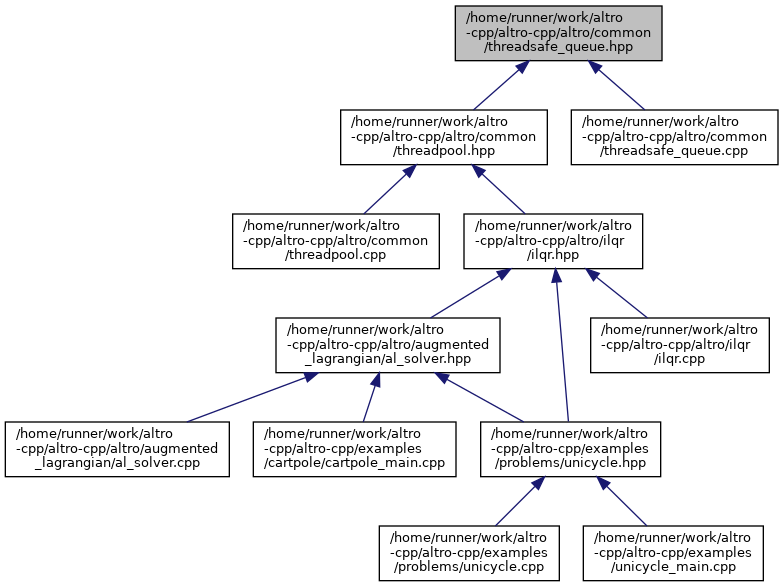 /home/runner/work/altro
-cpp/altro-cpp/altro/common
/threadsafe_queue.hpp
/home/runner/work/altro
-cpp/altro-cpp/altro/common
/threadpool.hpp
/home/runner/work/altro
-cpp/altro-cpp/altro/common
/threadsafe_queue.cpp
/home/runner/work/altro
-cpp/altro-cpp/altro/common
/threadpool.cpp
/home/runner/work/altro
-cpp/altro-cpp/altro/ilqr
/ilqr.hpp
/home/runner/work/altro
-cpp/altro-cpp/altro/augmented
_lagrangian/al_solver.hpp
/home/runner/work/altro
-cpp/altro-cpp/altro/ilqr
/ilqr.cpp
/home/runner/work/altro
-cpp/altro-cpp/altro/augmented
_lagrangian/al_solver.cpp
/home/runner/work/altro
-cpp/altro-cpp/examples
/cartpole/cartpole_main.cpp
/home/runner/work/altro
-cpp/altro-cpp/examples
/problems/unicycle.hpp
/home/runner/work/altro
-cpp/altro-cpp/examples
/problems/unicycle.cpp
/home/runner/work/altro
-cpp/altro-cpp/examples
/unicycle_main.cpp